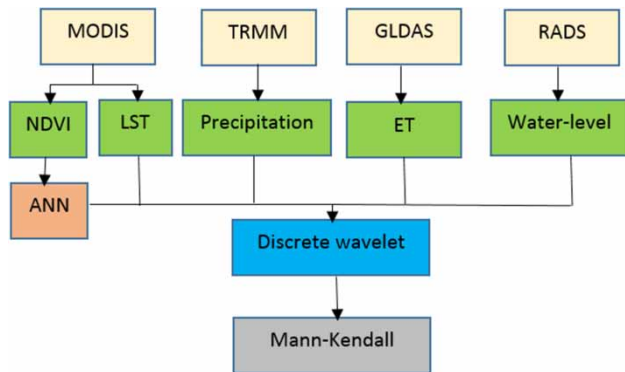 MODIS
TRMM
GLDAS
RADS
NDVI
LST
Precipitation
ET
Water-level
ANN
Discrete wavelet
Mann-Kendall